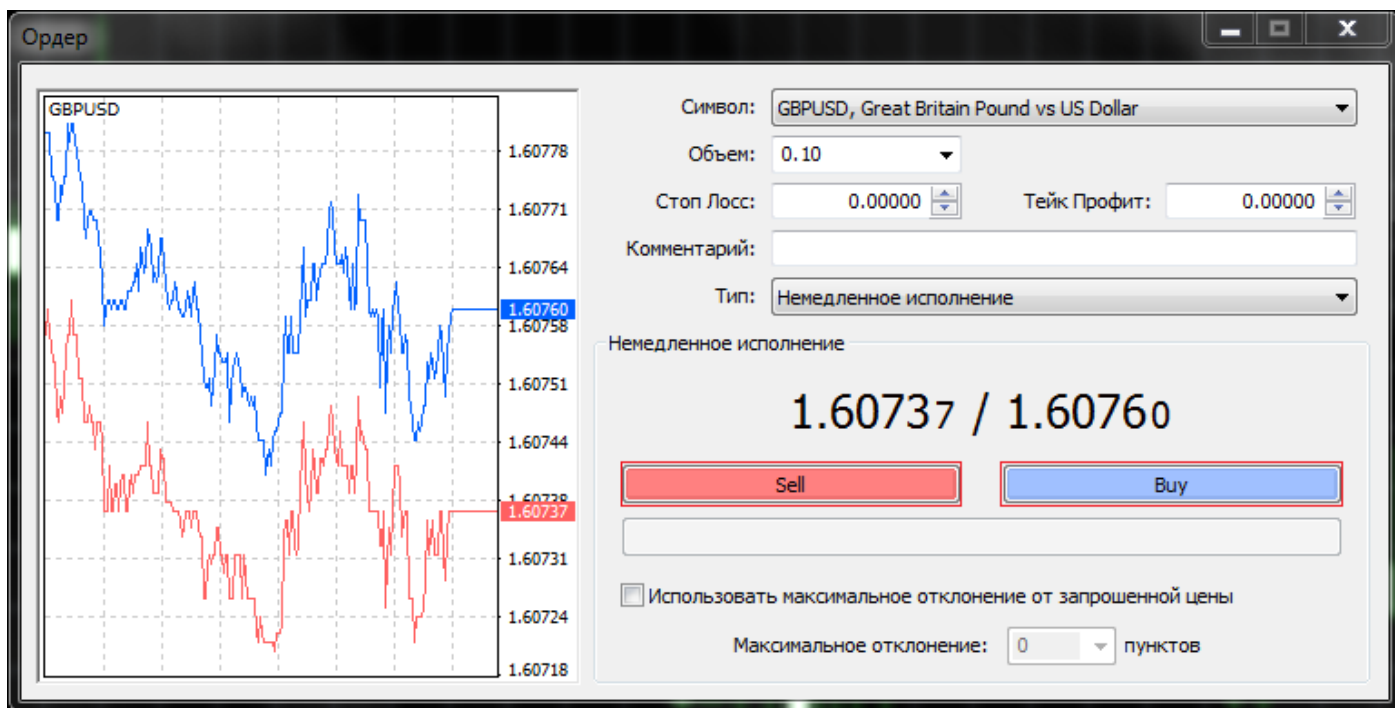 Ордер
GBPUSD
1.60778
1.60771
1.60764
1.60760
1.60758
1.60751
1.60744
1.60738
1.60737
1.60731
1.60724
1.60718
Символ: GBPUSD, Great Britain Pound vs US Dollar
Объем: 0.10
Стоп Лосс: 0.00000 Тейк Профит: 0.00000
Комментарий:
Тип: Немедленное исполнение
Немедленное исполнение
1.60737 / 1.60760
Sell Buy
Использовать максимальное отклонение от запрошенной цены
Максимальное отклонение: 0 пунктов